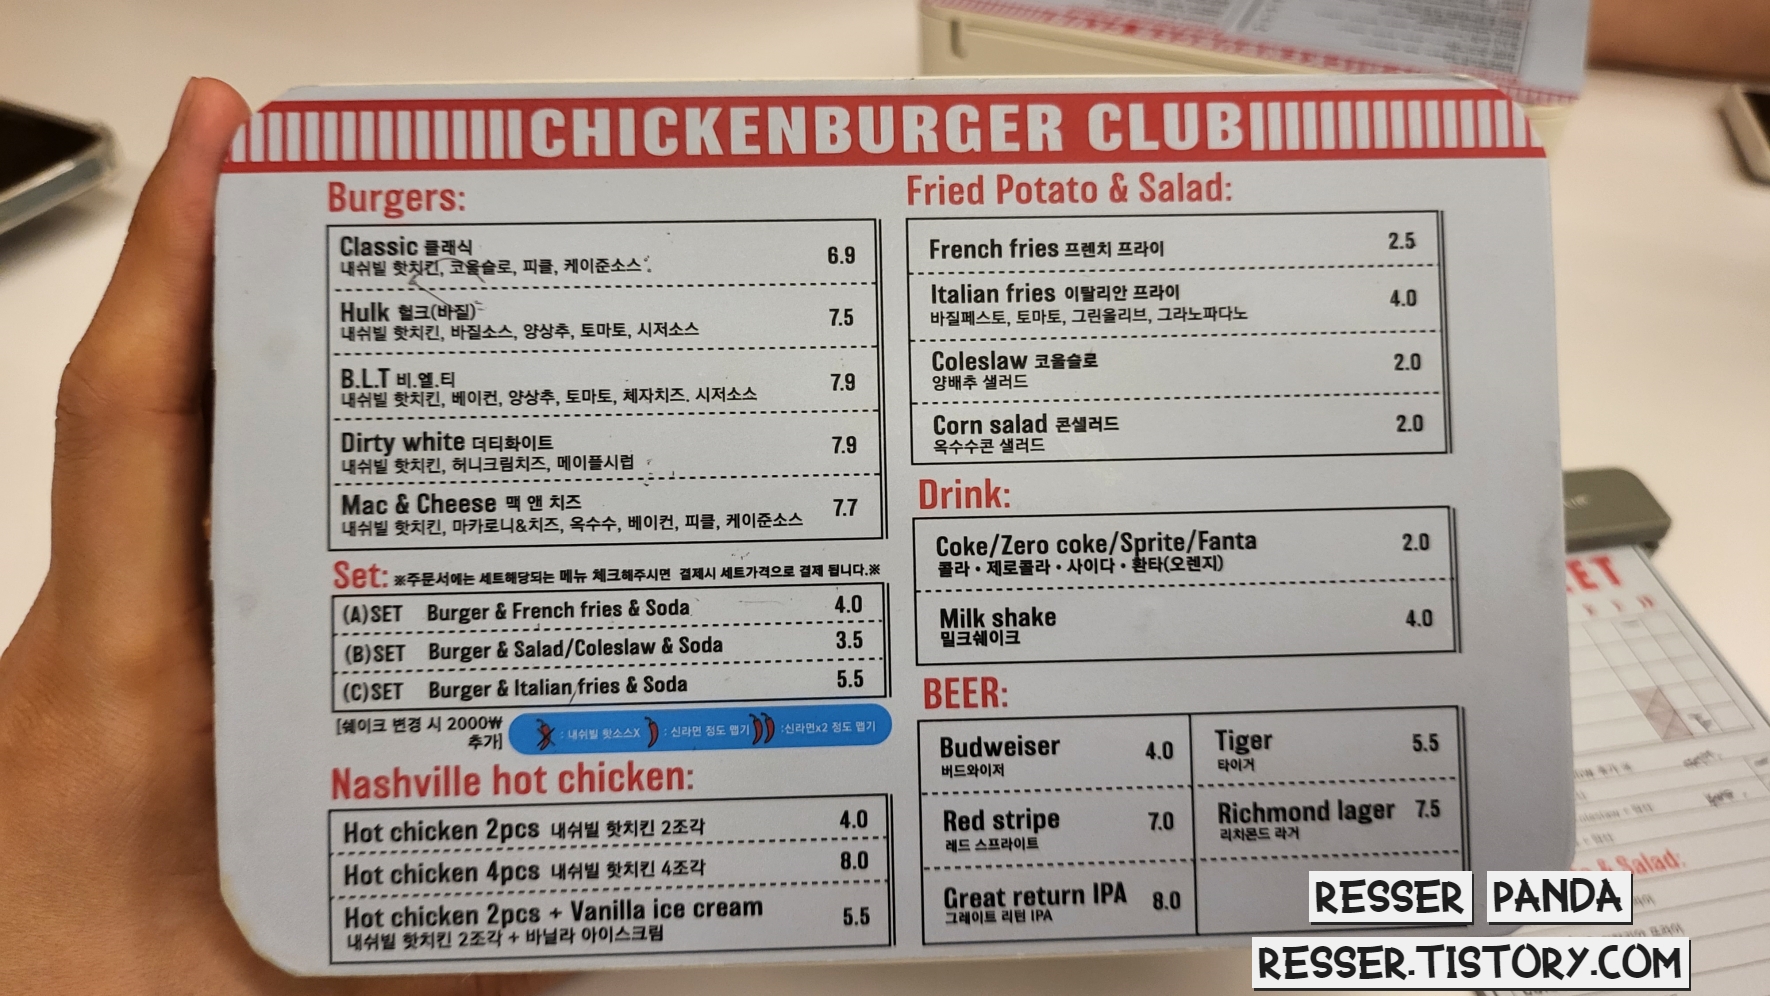 CHICKENBURGER CLUB
Burgers:
Classic 클래식 6.9
내쉬빌 핫치킨, 코울슬로, 피클, 케이준소스
Hulk 헐크(바질) 7.5
내쉬빌 핫치킨, 바질소스, 양상추, 토마토, 시저소스
B.L.T 비.엘.티 7.9
내쉬빌 핫치킨, 베이컨, 양상추, 토마토, 체자치즈. 시저소스
Dirty white 더티화이트 7.9
내쉬빌 핫치킨, 허니크림치즈, 메이플시럽
Mac & Cheese 맥 앤 치즈 7.7
내쉬빌 핫치킨, 마카로니&치즈, 옥수수, 베이컨, 피클, 케이준소스
Set: ※주문서에는 세트해당되는 메뉴 체크해주시면 결제시 세트가격으로 결제 됩니다.※
(A)SET Burger & French fries & Soda 4.0
(B)SET Burger & Salad/Coleslaw & Soda 3.5
(C)SET Burger & Italian fries & Soda 5.5
[쉐이크 변경 시 2000₩
추가]
: 내쉬빌 핫소스X : 신라면 정도 맵기 :신라면x2 정도 맵기
Nashville hot chicken:
Hot chicken 2pcs 내쉬빌 핫치킨 2조각 4.0
Hot chicken 4pcs 내쉬빌 핫치킨 4조각 8.0
Hot chicken 2pcs + Vanilla ice cream 5.5
내쉬빌 핫치킨 2조각 + 바닐라 아이스크림
Fried Potato & Salad:
French fries 프렌치 프라이 2.5
Italian fries 이탈리안 프라이 4.0
바질페스토, 토마토, 그린올리브, 그라노파다노
Coleslaw 코울슬로 2.0
양배추 샐러드
Corn salad 콘샐러드 2.0
옥수수콘 샐러드
Drink:
Coke/Zero coke/Sprite/Fanta 2.0
콜라・제로콜라・사이다・환타(오렌지)
Milk shake 4.0
밀크쉐이크
BEER:
Budweiser 4.0
버드와이저
Tiger 5.5
타이거
Red stripe 7.0
레드 스프라이트
Richmond lager 7.5
리치몬드 라거
Great return IPA 8.0
그레이트 리턴 IPA
& Salad:
RESSER PANDA
RESSER.TISTORY.COM